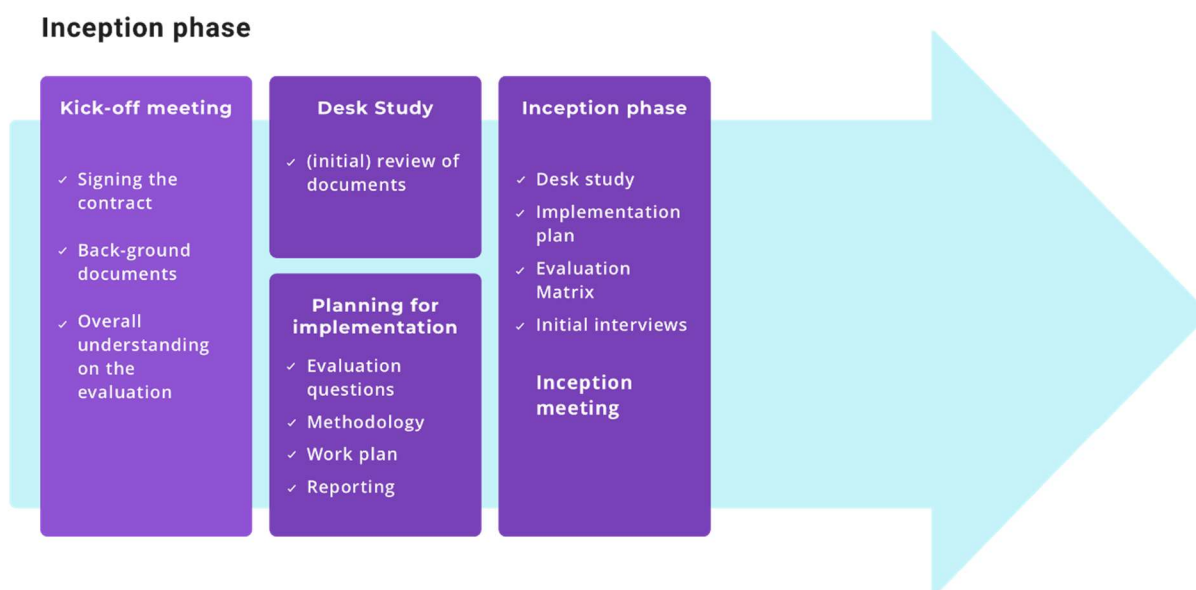 Inception phase
Kick-off meeting
Signing the
contract
Back-ground
documents
Overall
understanding
on the
evaluation
Desk Study
(initial) review of
documents
Planning for
implementation
Evaluation
questions
Methodology
Work plan
Reporting
Inception phase
Desk study
Implementation
plan
Evaluation
Matrix
Initial interviews
Inception
meeting